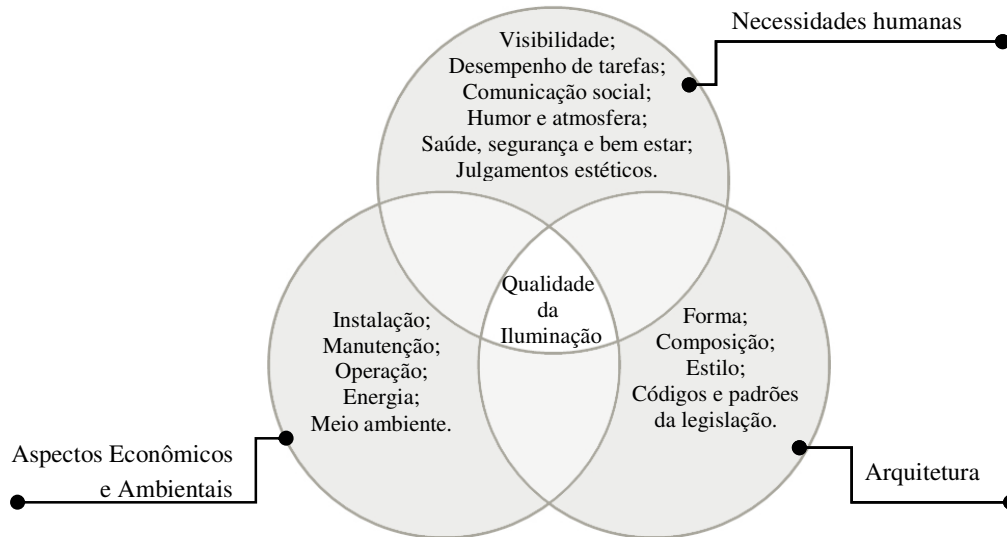 Necessidades humanas
Visibilidade;
Desempenho de tarefas;
Comunicação social;
Humor e atmosfera;
Saúde, segurança e bem estar;
Julgamentos estéticos.
Qualidade
da
Iluminação
Instalação;
Manutenção;
Operação;
Energia;
Meio ambiente.
Forma;
Composição;
Estilo;
Códigos e padrões
da legislação.
Aspectos Econômicos
e Ambientais
Arquitetura